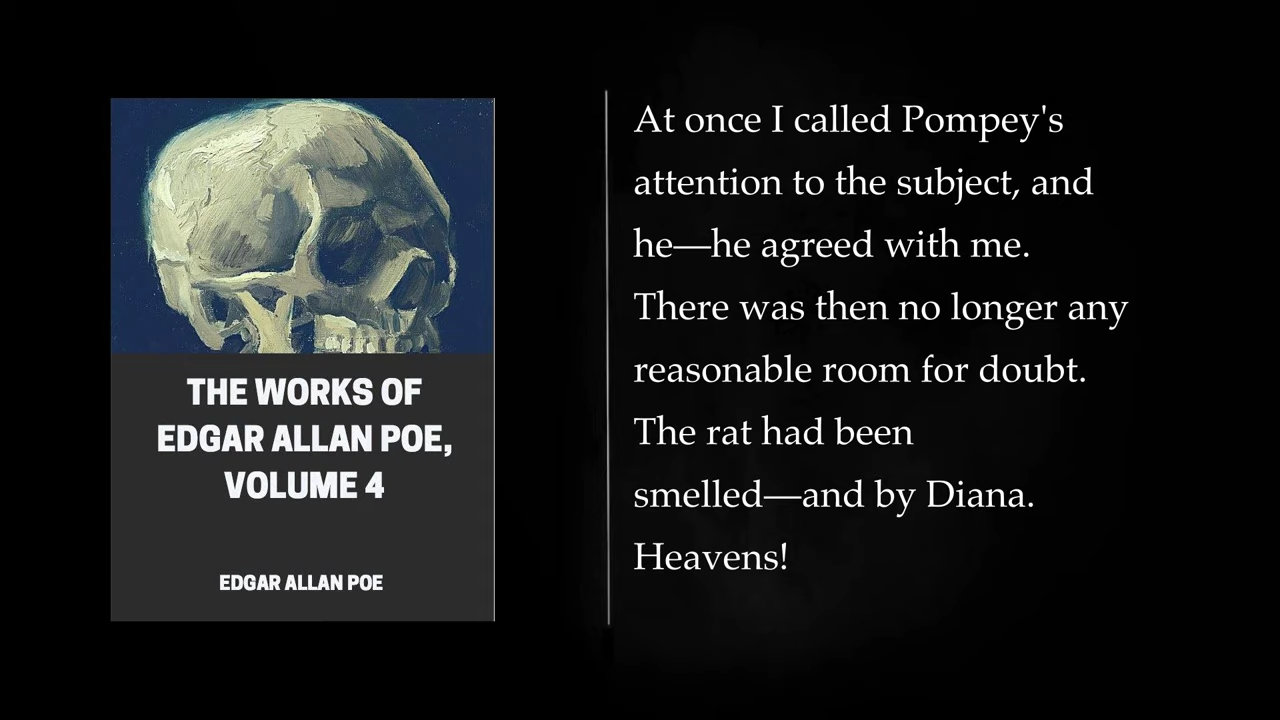 THE WORKS OF
EDGAR ALLAN POE,
VOLUME 4
EDGAR ALLAN POE
At once I called Pompey's
attention to the subject, and
he—he agreed with me.
There was then no longer any
reasonable room for doubt.
The rat had been
smelled—and by Diana.
Heavens!